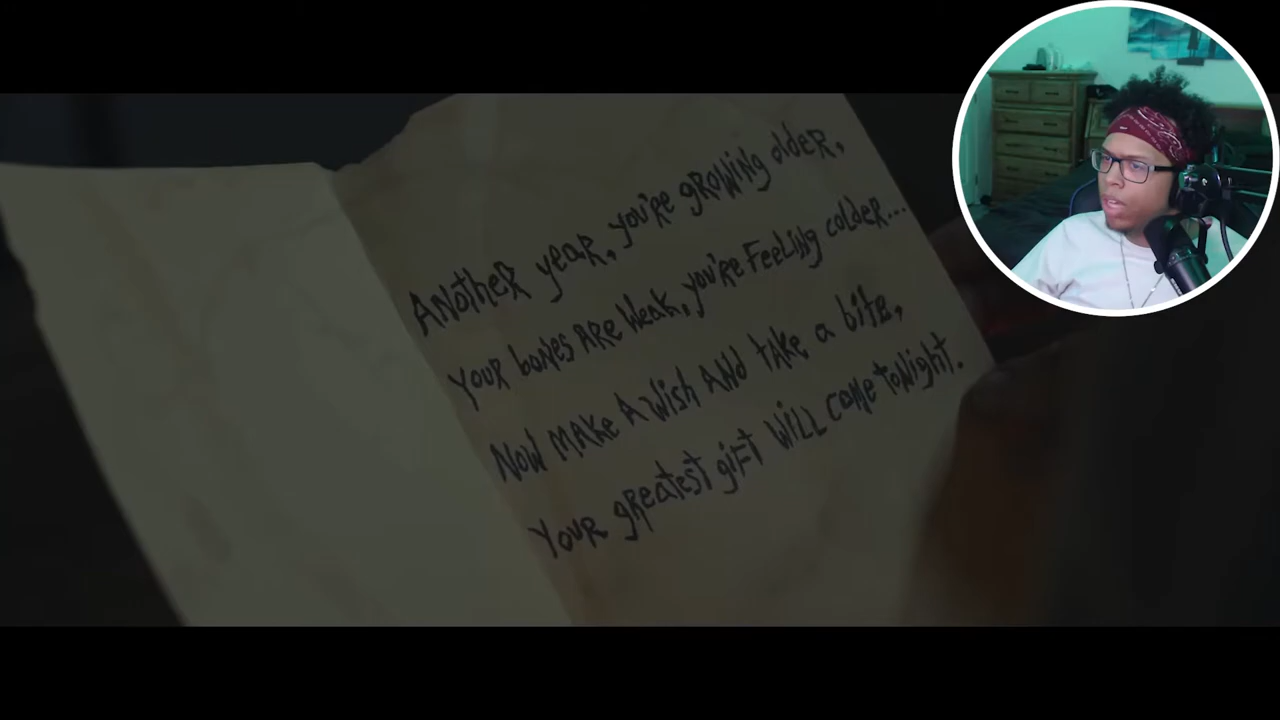 ANotHER year, you're gROWiNg oldeR,
YOUR boNes ARe Weak, you're FeeLiNg coLdeR...
NOW MAKe A Wish ANd tAKe a bite,
YouR gReatest giFt WiLL come toNight.